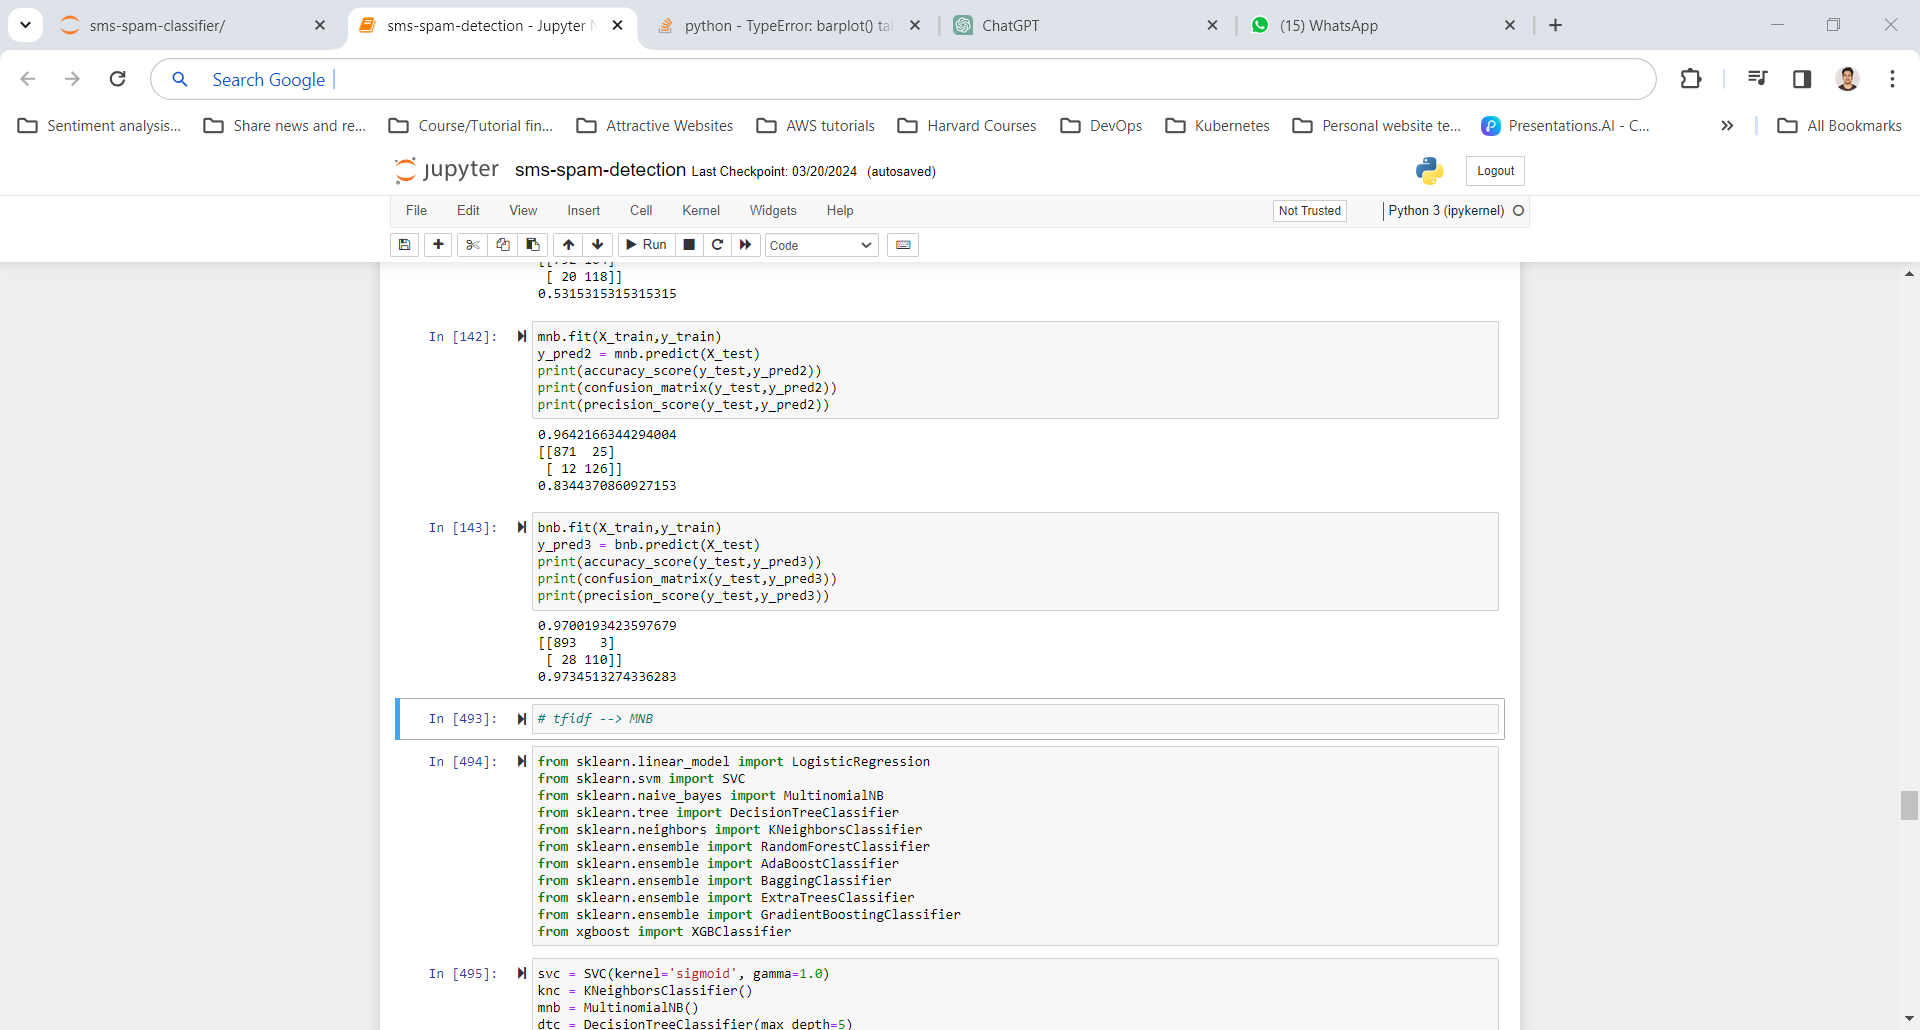 sms-spam-classifier/
sms-spam-detection - Jupyter N
python - TypeError: barplot() ta
ChatGPT
(15) WhatsApp
Search Google
Sentiment analysis...
Share news and re...
Course/Tutorial fin...
Attractive Websites
AWS tutorials
Harvard Courses
DevOps
Kubernetes
Personal website te...
Presentations.AI - C...
All Bookmarks
jupyter sms-spam-detection Last Checkpoint: 03/20/2024 (autosaved)
Logout
File Edit View Insert Cell Kernel Widgets Help
Not Trusted
Python 3 (ipykernel)
Run
Code
[ 20 118]]
0.5315315315315315
In [142]:
mnb.fit(X_train,y_train)
y_pred2 = mnb.predict(X_test)
print(accuracy_score(y_test,y_pred2))
print(confusion_matrix(y_test,y_pred2))
print(precision_score(y_test,y_pred2))
0.9642166344294004
[[871  25]
[ 12 126]]
0.8344370860927153
In [143]:
bnb.fit(X_train,y_train)
y_pred3 = bnb.predict(X_test)
print(accuracy_score(y_test,y_pred3))
print(confusion_matrix(y_test,y_pred3))
print(precision_score(y_test,y_pred3))
0.9700193423597679
[[893   3]
[ 28 110]]
0.9734513274336283
In [493]:
# tfidf --> MNB
In [494]:
from sklearn.linear_model import LogisticRegression
from sklearn.svm import SVC
from sklearn.naive_bayes import MultinomialNB
from sklearn.tree import DecisionTreeClassifier
from sklearn.neighbors import KNeighborsClassifier
from sklearn.ensemble import RandomForestClassifier
from sklearn.ensemble import AdaBoostClassifier
from sklearn.ensemble import BaggingClassifier
from sklearn.ensemble import ExtraTreesClassifier
from sklearn.ensemble import GradientBoostingClassifier
from xgboost import XGBClassifier
In [495]:
svc = SVC(kernel='sigmoid', gamma=1.0)
knc = KNeighborsClassifier()
mnb = MultinomialNB()
dtc = DecisionTreeClassifier(max_depth=5)